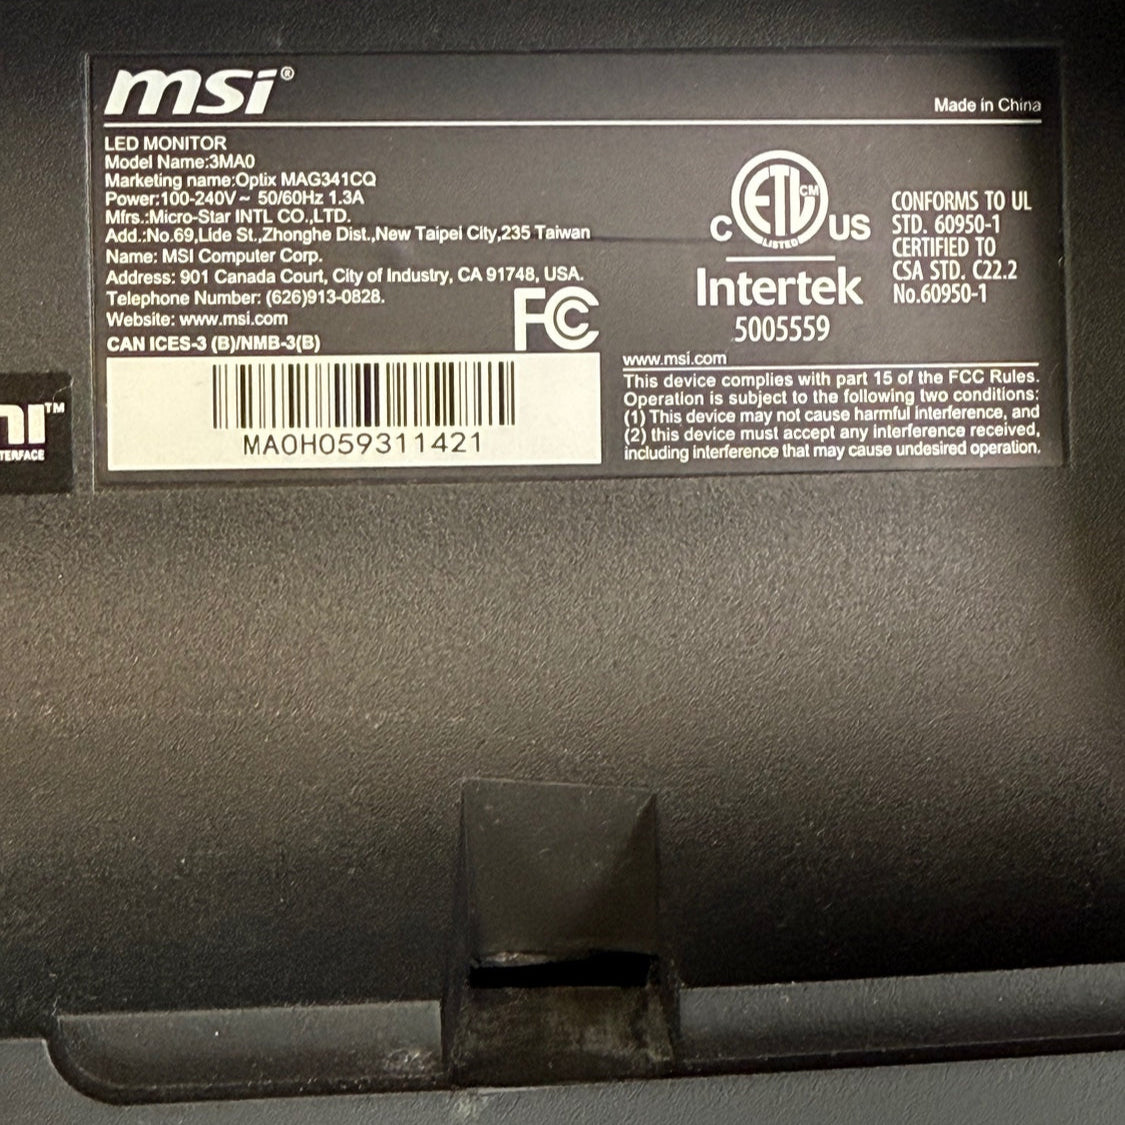 msi®
Made in China
LED MONITOR
Model Name:3MA0
Marketing name:Optix MAG341CQ
Power:100-240V~ 50/60Hz 1.3A
Mfrs.:Micro-Star INTL CO.,LTD.
Add.:No.69,Lide St.,Zhonghe Dist.,New Taipei City,235 Taiwan
Name: MSI Computer Corp.
Address: 901 Canada Court, City of Industry, CA 91748, USA.
Telephone Number: (626)913-0828.
Website: www.msi.com
CAN ICES-3 (B)/NMB-3(B)
FC
MA0H059311421
C ETL CM US
LISTED
Intertek
5005559
CONFORMS TO UL
STD. 60950-1
CERTIFIED TO
CSA STD. C22.2
No.60950-1
www.msi.com
This device complies with part 15 of the FCC Rules.
Operation is subject to the following two conditions:
(1) This device may not cause harmful interference, and
(2) this device must accept any interference received,
including interference that may cause undesired operation.
TM
TERFACE